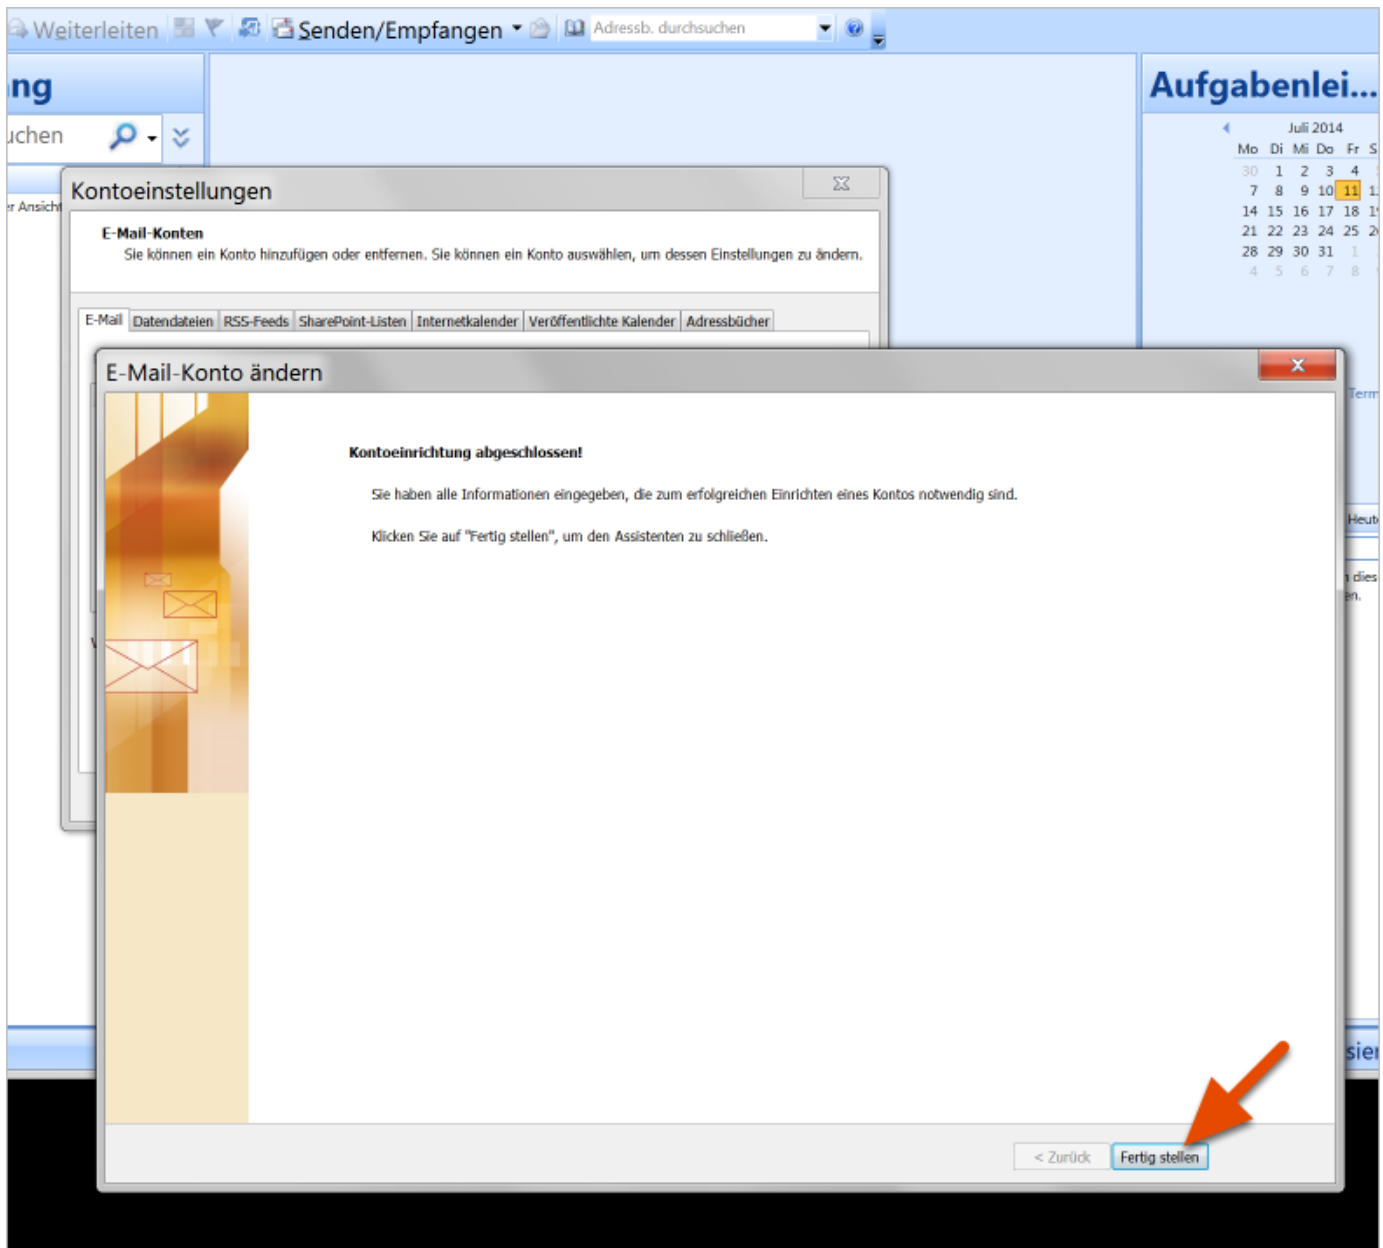 Weiterleiten Senden/Empfangen Adressb. durchsuchen
Aufgabenlei...
Juli 2014
Mo Di Mi Do Fr S
30 1 2 3 4
7 8 9 10 11
14 15 16 17 18
21 22 23 24 25
28 29 30 31 1
4 5 6 7 8
Kontoeinstellungen
E-Mail-Konten
Sie können ein Konto hinzufügen oder entfernen. Sie können ein Konto auswählen, um dessen Einstellungen zu ändern.
E-Mail Datendateien RSS-Feeds SharePoint-Listen Internetkalender Veröffentlichte Kalender Adressbücher
E-Mail-Konto ändern
Kontoeinrichtung abgeschlossen!
Sie haben alle Informationen eingegeben, die zum erfolgreichen Einrichten eines Kontos notwendig sind.
Klicken Sie auf "Fertig stellen", um den Assistenten zu schließen.
< Zurück Fertig stellen